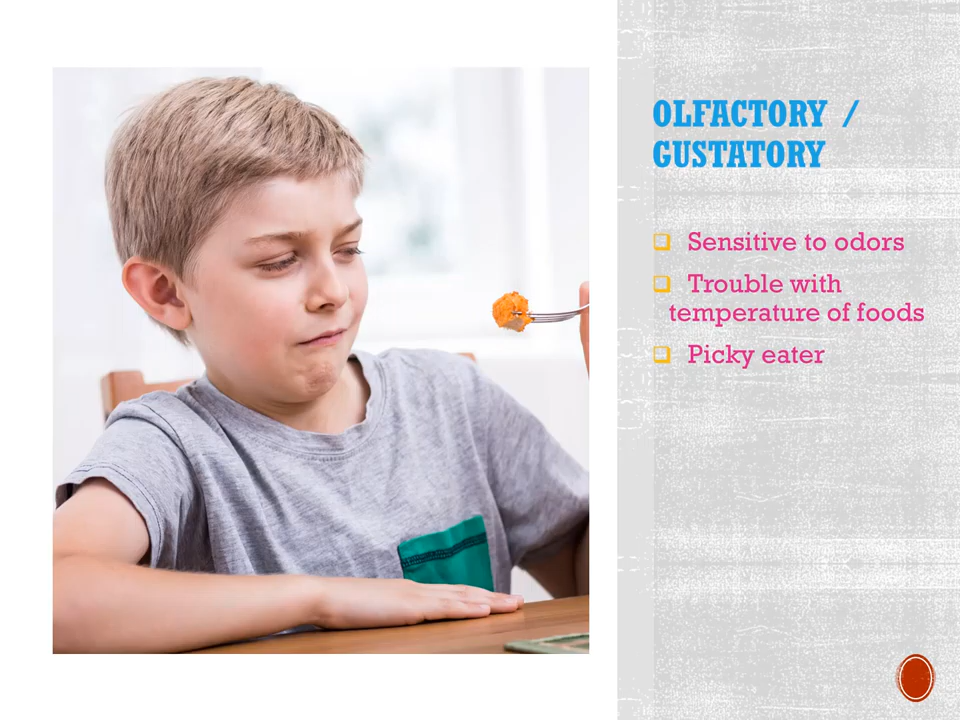 OLFACTORY /
GUSTATORY
Sensitive to odors
Trouble with
temperature of foods
Picky eater